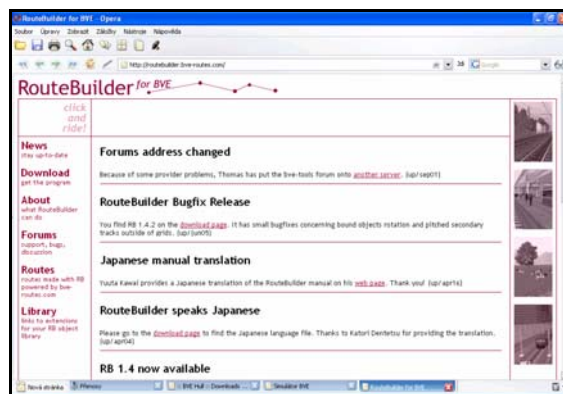 RouteBuilder for BVE - Opera
Soubor Úpravy Zobrazit Záložky Nástroje Nápověda
http://routebuilder.bve-routes.com/
Google
RouteBuilder for BVE
click
and
ride!
News
stay up-to-date
Download
get the program
About
what RouteBuilder
can do
Forums
support, bugs,
discussion
Routes
routes made with RB
powered by bve-
routes.com
Library
links to extensions
for your RB object
library
Forums address changed
Because of some provider problems, Thomas has put the bve-tools forum onto another server. (up/sep01)
RouteBuilder Bugfix Release
You find RB 1.4.2 on the download page. It has small bugfixes concerning bound objects rotation and pitched secondary
tracks outside of grids. (up/jun05)
Japanese manual translation
Yuuta Kawai provides a Japanese translation of the RouteBuilder manual on his web page. Thank you! (up/apr16)
RouteBuilder speaks Japanese
Please go to the download page to find the Japanese language file. Thanks to Katori Dentetsu for providing the translation.
(up/apr04)
RB 1.4 now available
Nová stránka
Přenosy
BVE Hul :: Downloads ...
Simulátor BVE
RouteBuilder for BVE